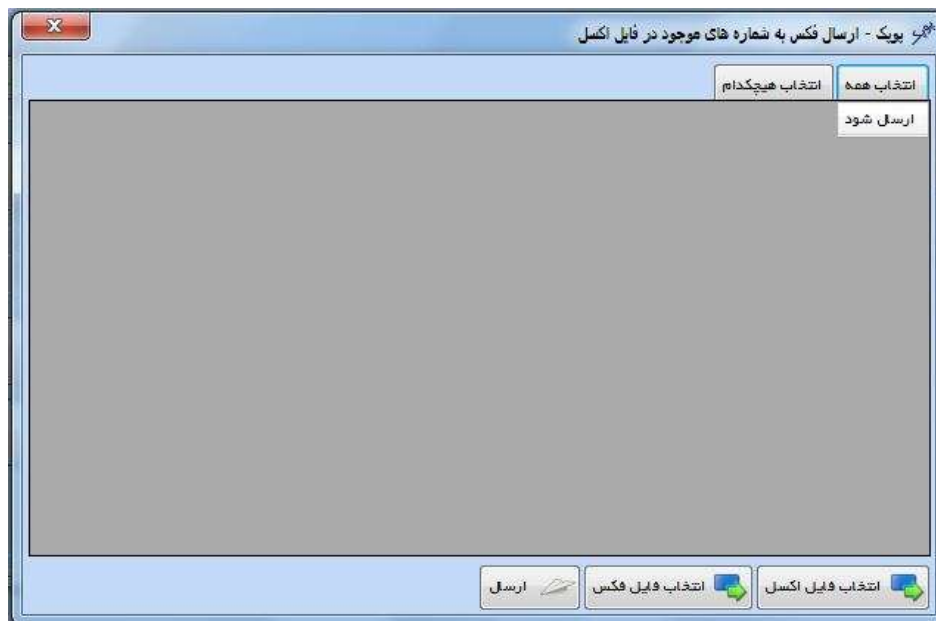 پویک - ارسال فکس به شماره های موجود در فایل اکسل
انتخاب همه انتخاب هیچکدام
ارسال شود
انتخاب فایل اکسل انتخاب فایل فکس ارسال